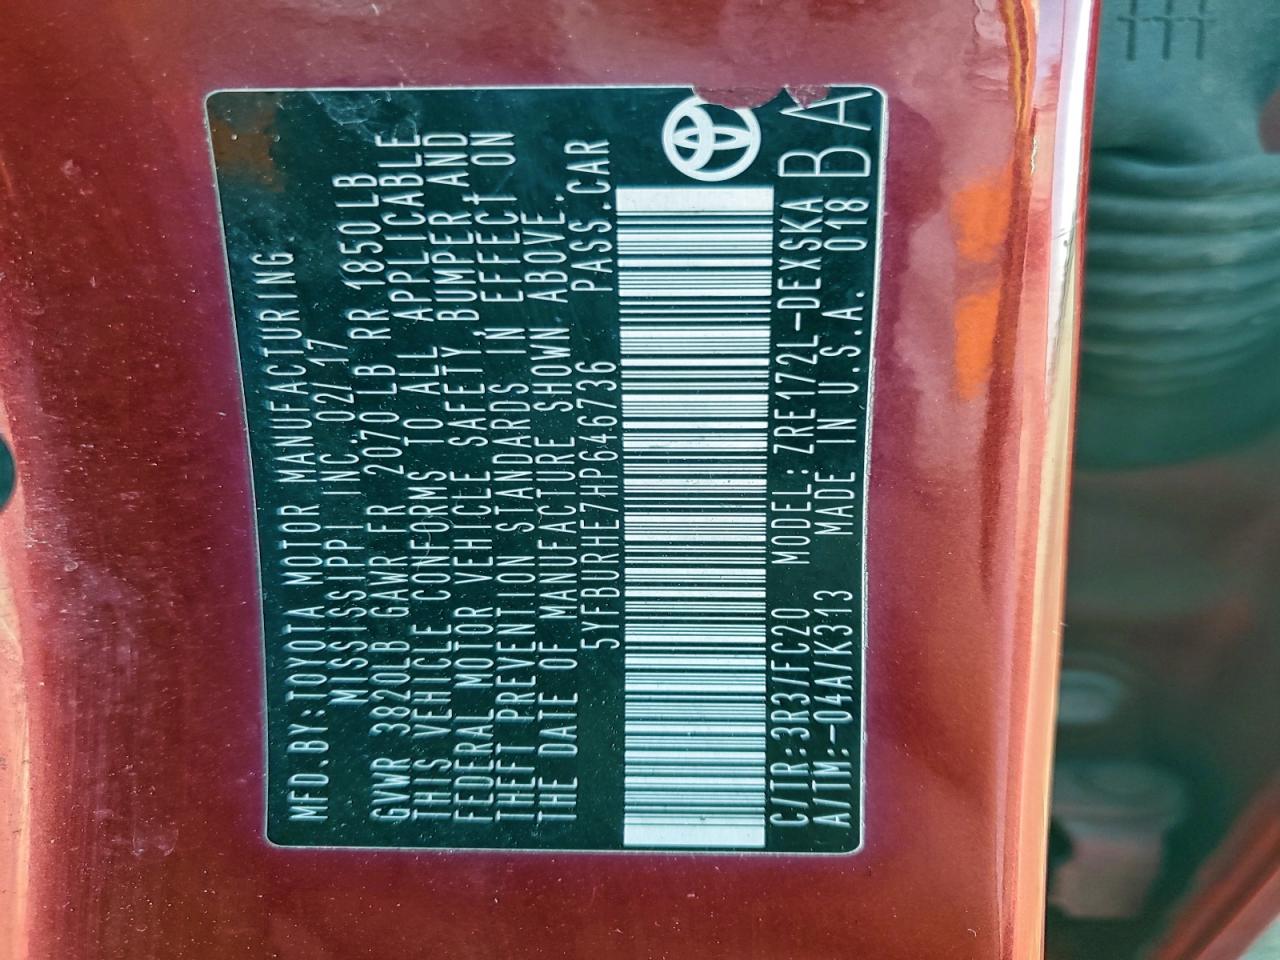 MFD.BY:TOYOTA MOTOR MANUFACTURING.
MISSISSIPPI INC. 02/17
GVWR 3820LB GAWR FR 2070LB RR 1850LB
THIS VEHICLE CONFORMS TO ALL APPLICABLE
FEDERAL MOTOR VEHICLE SAFETY, BUMPER AND
THEFT PREVENTION STANDARDS IN EFFECT ON
THE DATE OF MANUFACTURE SHOWN ABOVE.
5YFBURHE7HP646736 PASS.CAR
C/TR:3R3/FC20 MODEL:ZRE172L-DEXSKA B
A/TM:-04A/K313 MADE IN U.S.A. 018 BA